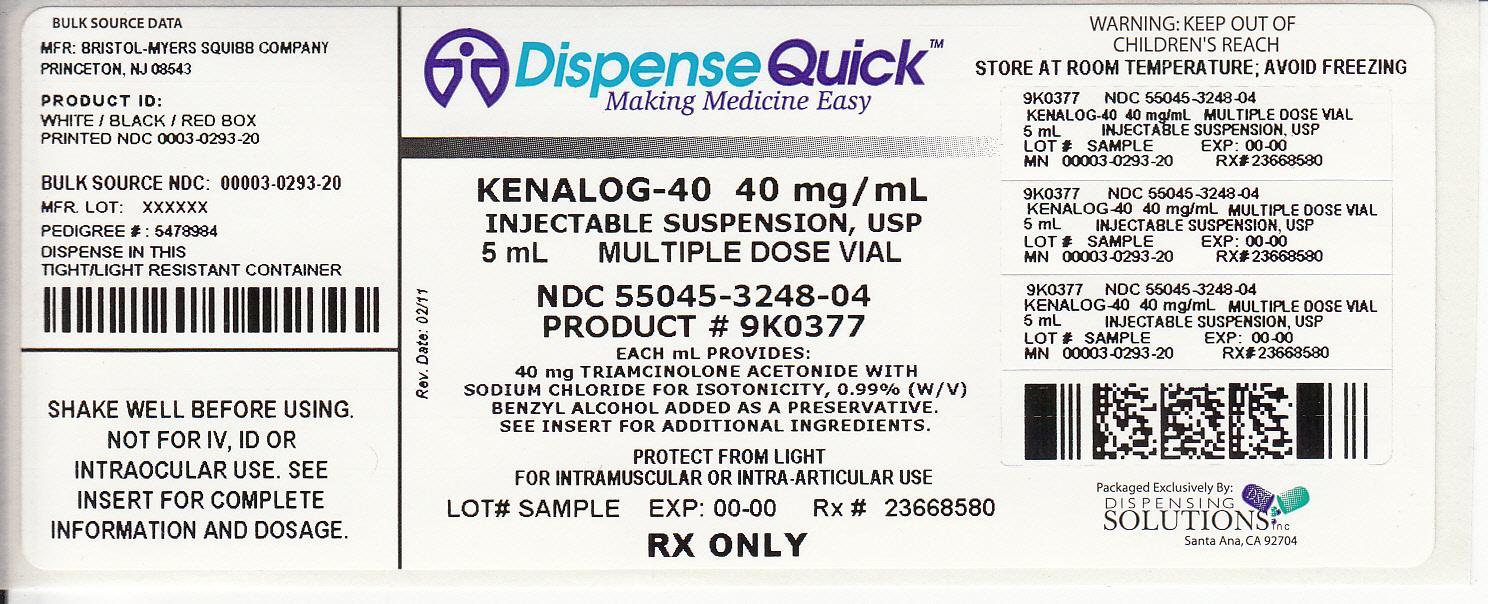 BULK SOURCE DATA
MFR: BRISTOL-MYERS SQUIBB COMPANY
PRINCETON, NJ 08543
PRODUCT ID:
WHITE / BLACK / RED BOX
PRINTED NDC 0003-0293-20
BULK SOURCE NDC: 00003-0293-20
MFR. LOT: XXXXXX
PEDIGREE # : 5478984
DISPENSE IN THIS
TIGHT/LIGHT RESISTANT CONTAINER
SHAKE WELL BEFORE USING.
NOT FOR IV, ID OR
INTRAOCULAR USE. SEE
INSERT FOR COMPLETE
INFORMATION AND DOSAGE.
Dispense Quick™
Making Medicine Easy
KENALOG-40 40 mg/mL
INJECTABLE SUSPENSION, USP
5 mL MULTIPLE DOSE VIAL
NDC 55045-3248-04
PRODUCT # 9K0377
EACH mL PROVIDES:
40 mg TRIAMCINOLONE ACETONIDE WITH
SODIUM CHLORIDE FOR ISOTONICITY, 0.99% (W/V)
BENZYL ALCOHOL ADDED AS A PRESERVATIVE.
SEE INSERT FOR ADDITIONAL INGREDIENTS.
PROTECT FROM LIGHT
FOR INTRAMUSCULAR OR INTRA-ARTICULAR USE
LOT# SAMPLE EXP: 00-00 Rx # 23668580
RX ONLY
Rev. Date: 02/11
WARNING: KEEP OUT OF
CHILDREN'S REACH
STORE AT ROOM TEMPERATURE; AVOID FREEZING
9K0377 NDC 55045-3248-04
KENALOG-40 40 mg/mL MULTIPLE DOSE VIAL
5 mL INJECTABLE SUSPENSION, USP
LOT # SAMPLE EXP: 00-00
MN 00003-0293-20 RX# 23668580
9K0377 NDC 55045-3248-04
KENALOG-40 40 mg/mL MULTIPLE DOSE VIAL
5 mL INJECTABLE SUSPENSION, USP
LOT # SAMPLE EXP: 00-00
MN 00003-0293-20 RX# 23668580
9K0377 NDC 55045-3248-04
KENALOG-40 40 mg/mL MULTIPLE DOSE VIAL
5 mL INJECTABLE SUSPENSION, USP
LOT # SAMPLE EXP: 00-00
MN 00003-0293-20 RX# 23668580
Packaged Exclusively By:
DISPENSING
SOLUTIONS inc
Santa Ana, CA 92704